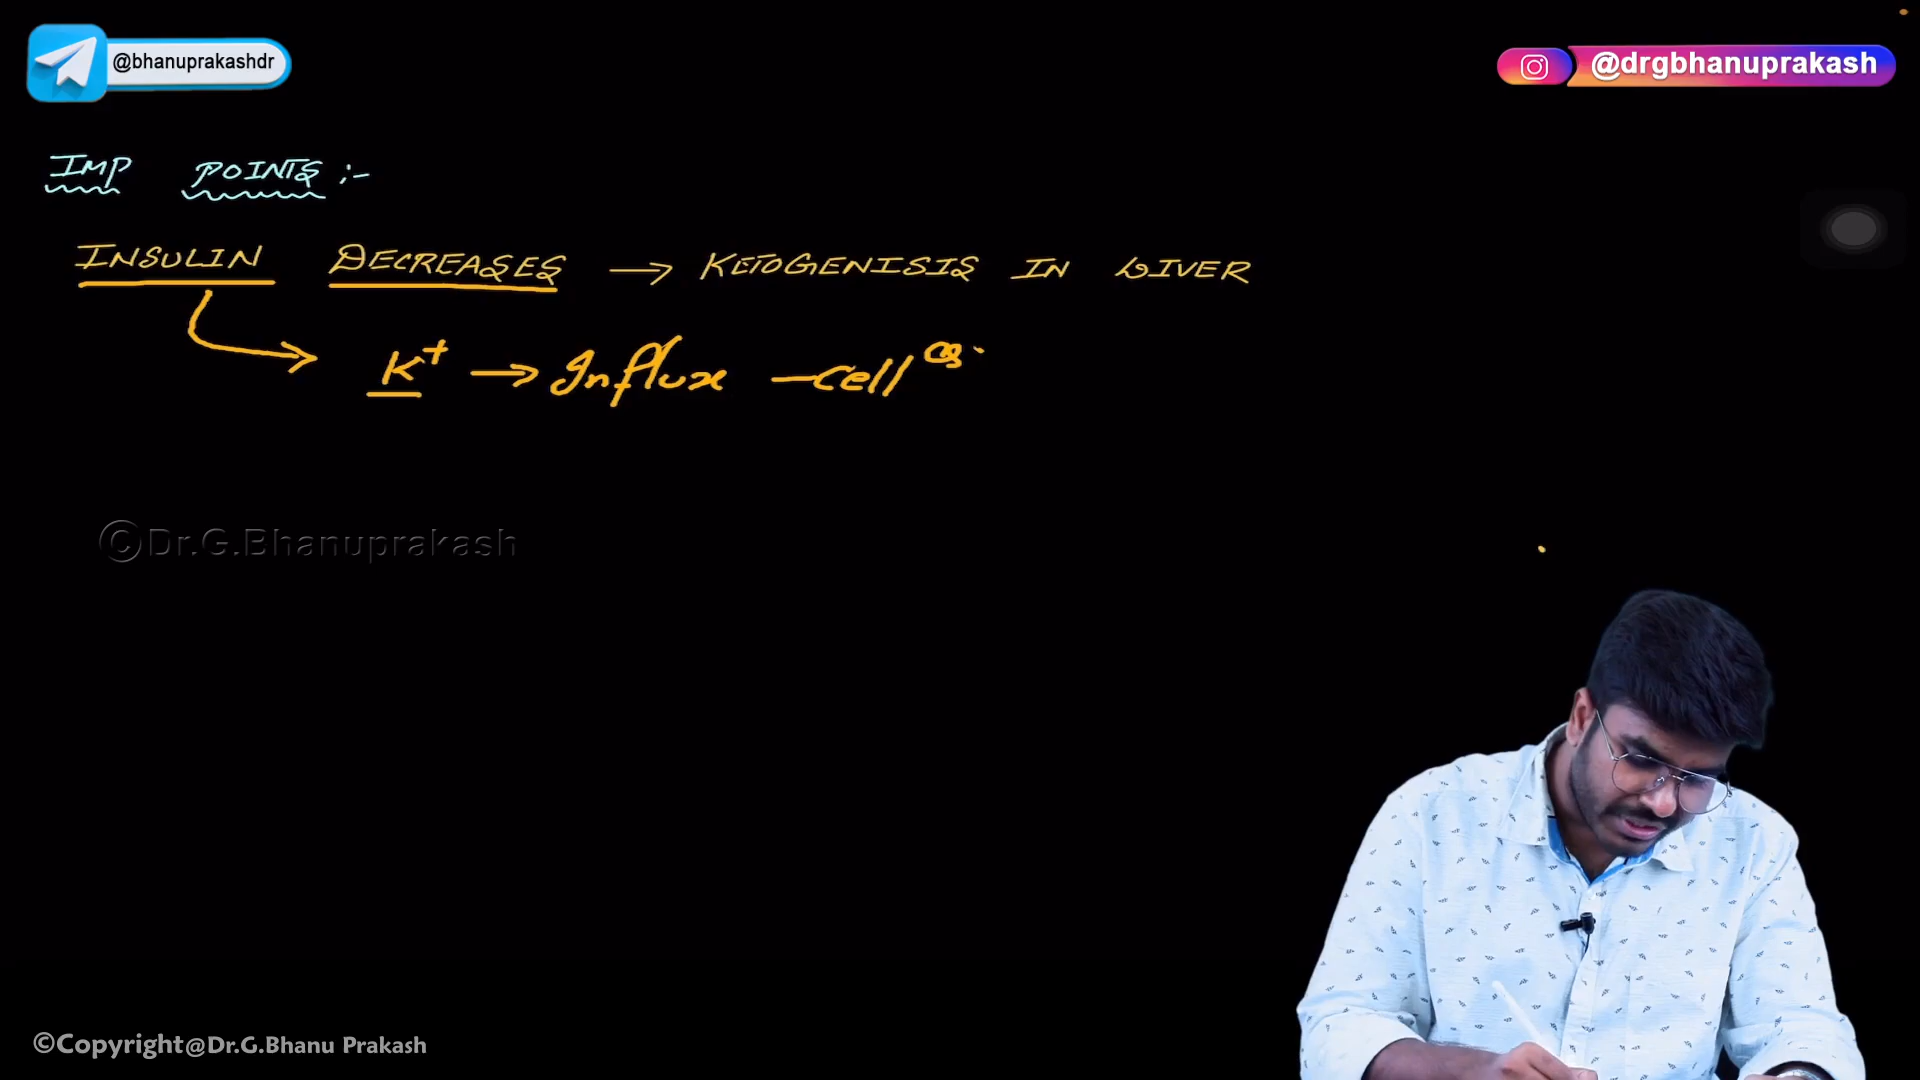 @bhanuprakashdr
@drgbhanuprakash
IMP POINTS :-
INSULIN DECREASES → KETOGENISIS IN LIVER
K+ → Influx - Cell
©Dr.G.Bhanuprakash
©Copyright@Dr.G.Bhanu Prakash